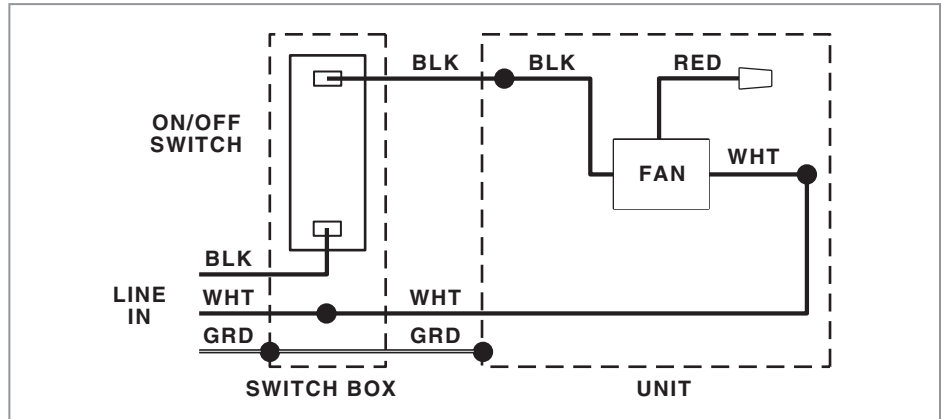 BLK
BLK
RED
ON/OFF
SWITCH
FAN
WHT
BLK
LINE
IN
WHT
WHT
GRD
GRD
SWITCH BOX
UNIT